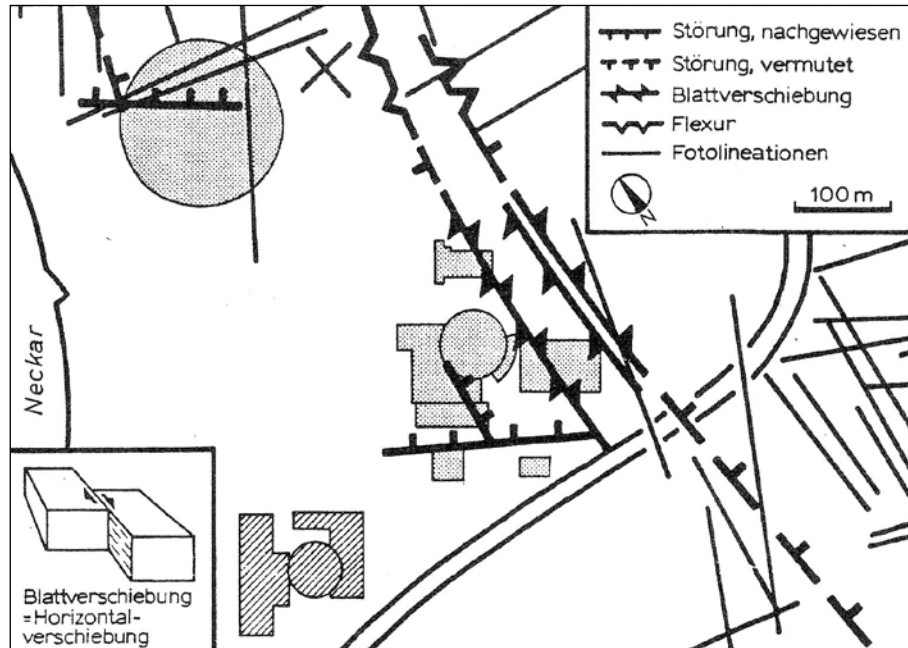 Störung, nachgewiesen
Störung, vermutet
Blattverschiebung
Flexur
Fotolineationen
N
100 m
Neckar
Blattverschiebung
=Horizontal-
verschiebung